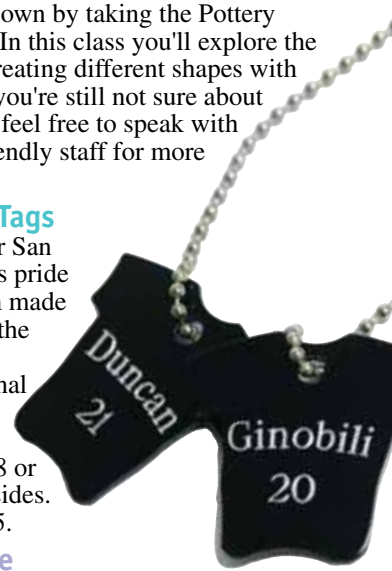 own by taking the Pottery
In this class you'll explore the
reating different shapes with
you're still not sure about
feel free to speak with
endly staff for more
Tags
r San
s pride
made
the
nal
8 or
ides.
5.
e
Duncan
21
Ginobili
20